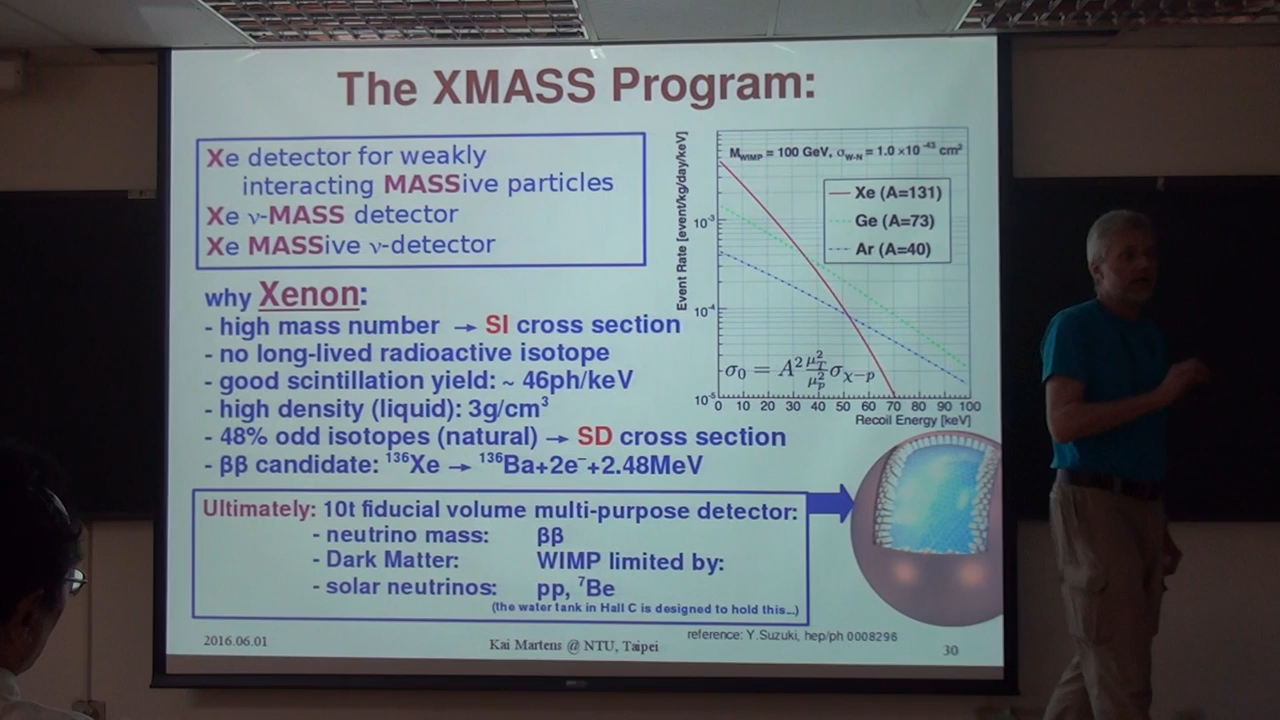 The XMASS Program:
Xe detector for weakly
interacting MASSive particles
Xe ν-MASS detector
Xe MASSive ν-detector
why Xenon:
- high mass number → SI cross section
- no long-lived radioactive isotope
- good scintillation yield: ~ 46ph/keV
- high density (liquid): 3g/cm³
- 48% odd isotopes (natural) → SD cross section
- ββ candidate: ¹³⁶Xe → ¹³⁶Ba+2e⁻+2.48MeV
Event Rate [event/kg/day/keV]
M_WIMP = 100 GeV, σ_W-N = 1.0×10⁻⁴³ cm²
Xe (A=131)
Ge (A=73)
Ar (A=40)
10⁻³
10⁻⁴
10⁻⁵
σ₀ = A² μ_T²/μ_p² σ_χ−p
0 10 20 30 40 50 60 70 80 90 100
Recoil Energy [keV]
Ultimately: 10t fiducial volume multi-purpose detector:
- neutrino mass: ββ
- Dark Matter: WIMP limited by:
- solar neutrinos: pp, ⁷Be
(the water tank in Hall C is designed to hold this...)
reference: Y.Suzuki, hep/ph 0008296
2016.06.01 Kai Martens @ NTU, Taipei 30